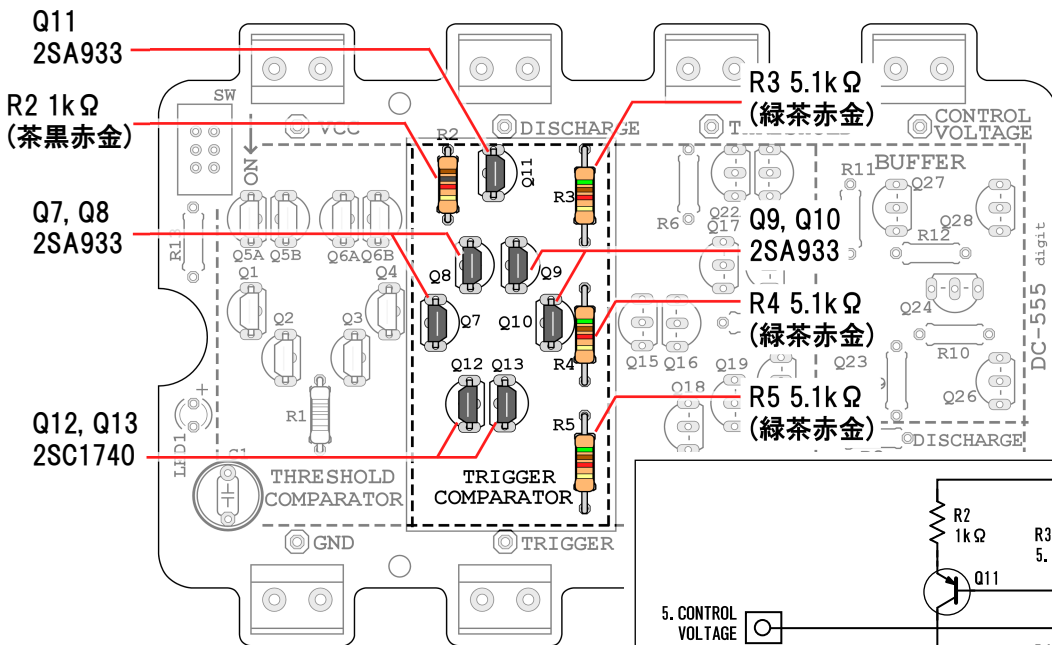 Q11
2SA933
R2 1kΩ
(茶黒赤金)
Q7, Q8
2SA933
Q12, Q13
2SC1740
R3 5.1kΩ
(緑茶赤金)
Q9, Q10
2SA933
R4 5.1kΩ
(緑茶赤金)
R5 5.1kΩ
(緑茶赤金)
SW
ON
VCC
DISCHARGE
CONTROL
VOLTAGE
R2
Q11
R3
R6
Q22
Q17
R11
BUFFER
Q27
Q28
R12
Q24
R10
Q23
Q26
DC-555 digit
Q5A
Q5B
Q6A
Q6B
Q1
Q2
Q3
Q4
Q8
Q9
Q7
Q10
R4
Q12
Q13
R5
Q15
Q16
Q19
Q18
R1
LED1
+
THRESHOLD
COMPARATOR
TRIGGER
COMPARATOR
DISCHARGE
GND
TRIGGER
R2
1kΩ
R3
5.
Q11
5. CONTROL
VOLTAGE